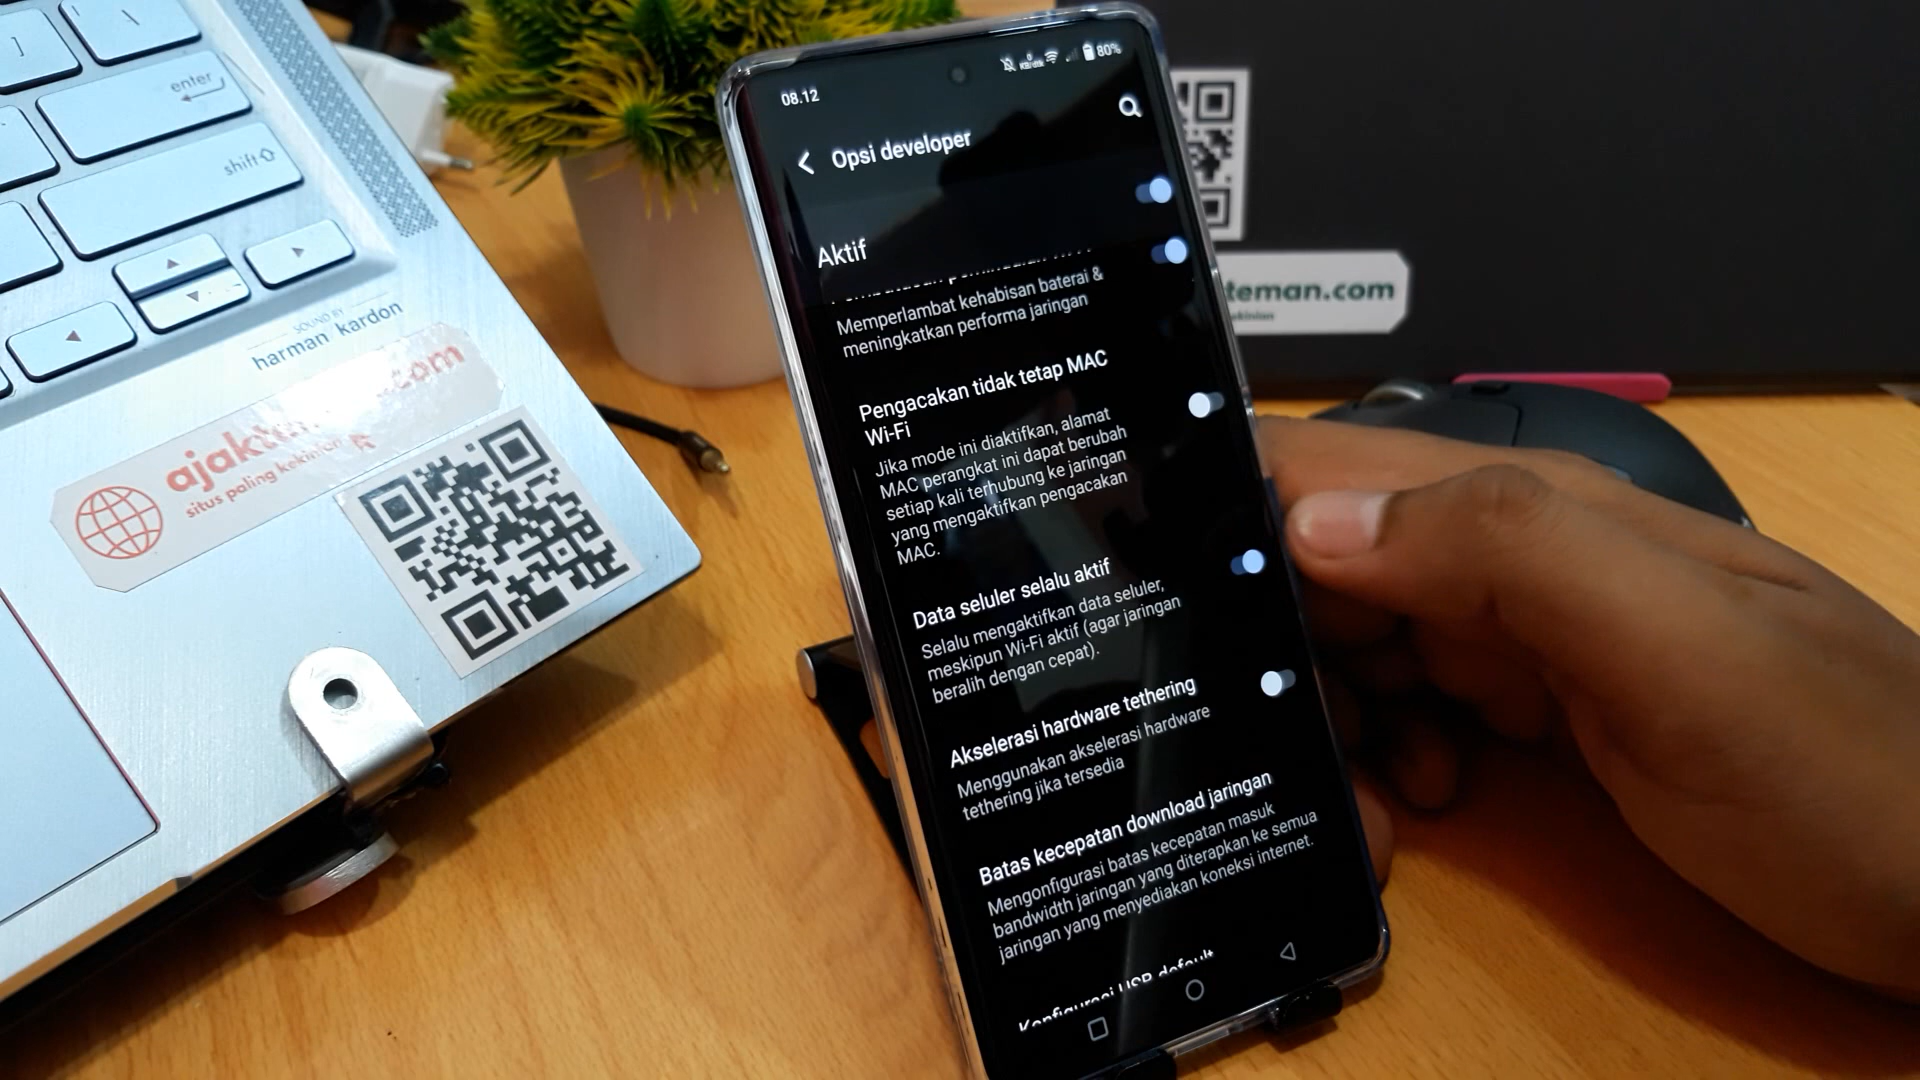 ]
\
enter
shift
SOUND BY
harman/kardon
.com
situs paling kekinian
teman.com
08.12
80%
Opsi developer
Aktif
Memperlambat kehabisan baterai &
meningkatkan performa jaringan
Pengacakan tidak tetap MAC
Wi-Fi
Jika mode ini diaktifkan, alamat
MAC perangkat ini dapat berubah
setiap kali terhubung ke jaringan
yang mengaktifkan pengacakan
MAC.
Data seluler selalu aktif
Selalu mengaktifkan data seluler,
meskipun Wi-Fi aktif (agar jaringan
beralih dengan cepat).
Akselerasi hardware tethering
Menggunakan akselerasi hardware
tethering jika tersedia
Batas kecepatan download jaringan
Mengonfigurasi batas kecepatan masuk
bandwidth jaringan yang diterapkan ke semua
jaringan yang menyediakan koneksi internet.
Konfigurasi USB default